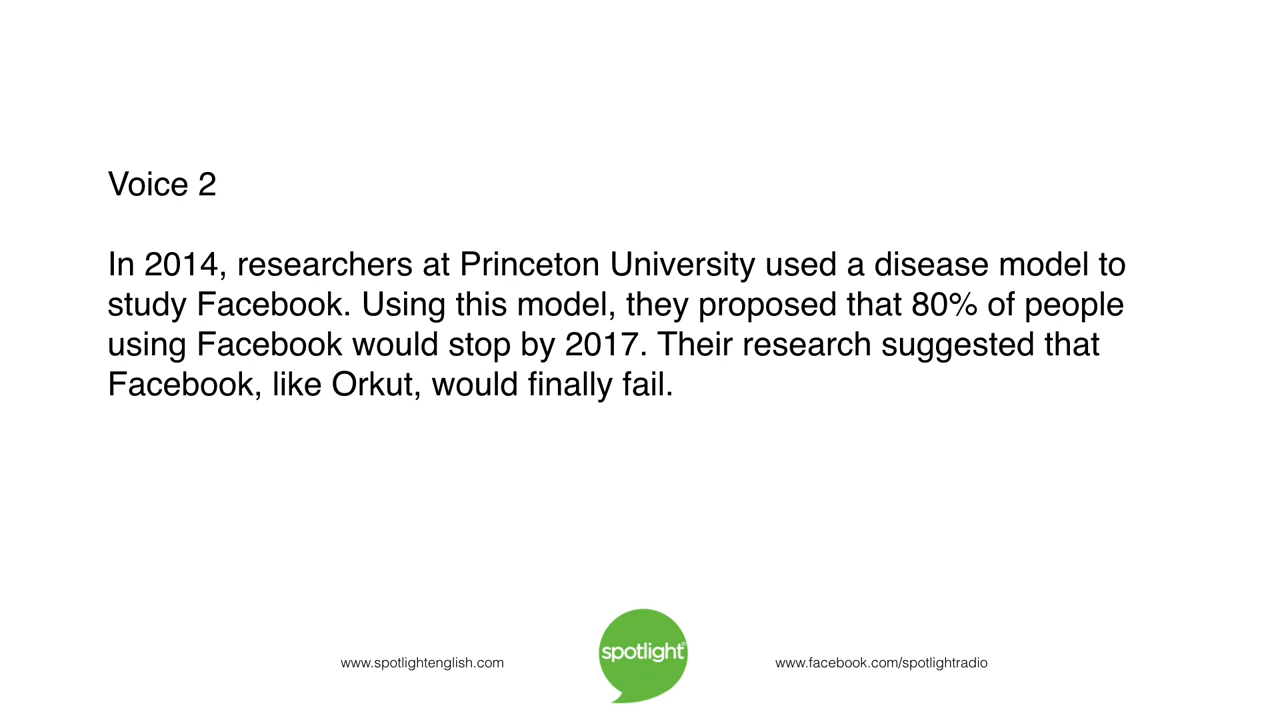 Voice 2
In 2014, researchers at Princeton University used a disease model to
study Facebook. Using this model, they proposed that 80% of people
using Facebook would stop by 2017. Their research suggested that
Facebook, like Orkut, would finally fail.
www.spotlightenglish.com
spotlight®
www.facebook.com/spotlightradio